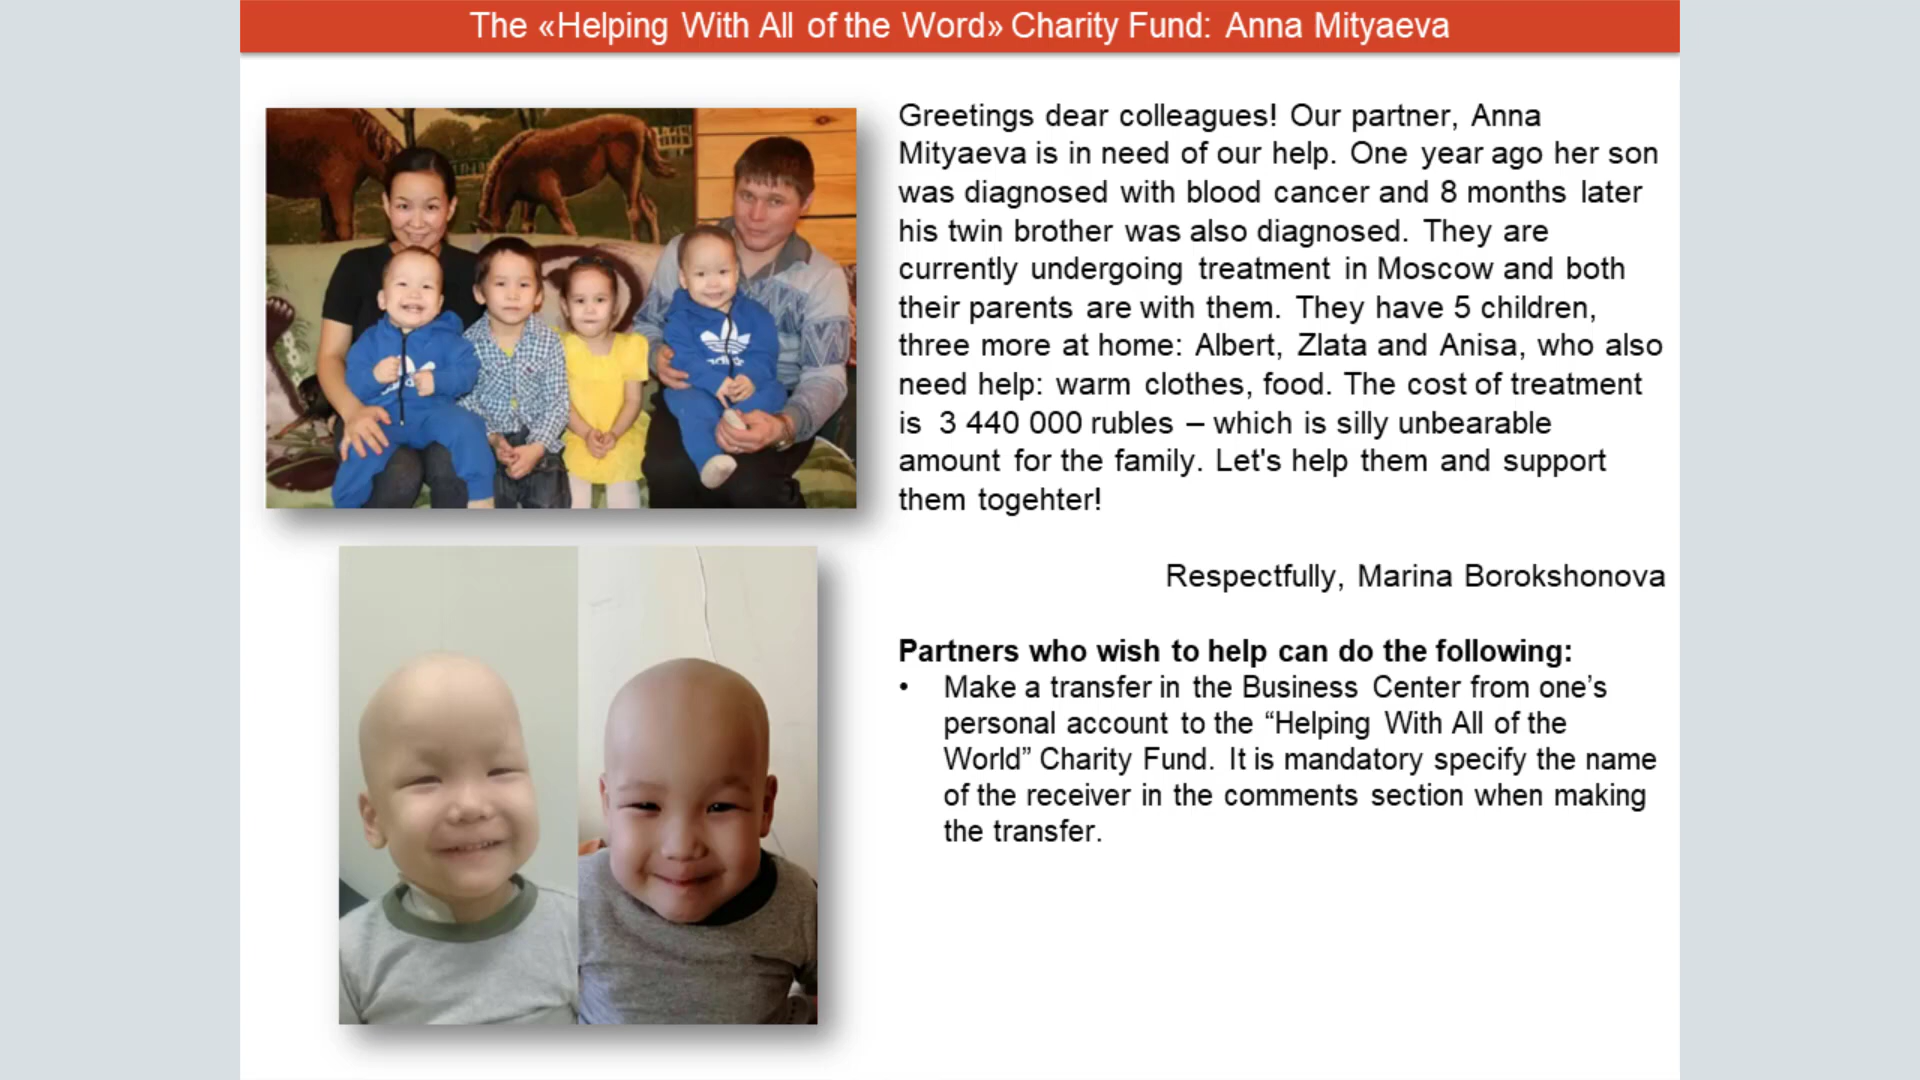 The «Helping With All of the Word» Charity Fund: Anna Mityaeva
Greetings dear colleagues! Our partner, Anna
Mityaeva is in need of our help. One year ago her son
was diagnosed with blood cancer and 8 months later
his twin brother was also diagnosed. They are
currently undergoing treatment in Moscow and both
their parents are with them. They have 5 children,
three more at home: Albert, Zlata and Anisa, who also
need help: warm clothes, food. The cost of treatment
is 3 440 000 rubles – which is silly unbearable
amount for the family. Let's help them and support
them togehter!
Respectfully, Marina Borokshonova
Partners who wish to help can do the following:
• Make a transfer in the Business Center from one’s
personal account to the “Helping With All of the
World” Charity Fund. It is mandatory specify the name
of the receiver in the comments section when making
the transfer.